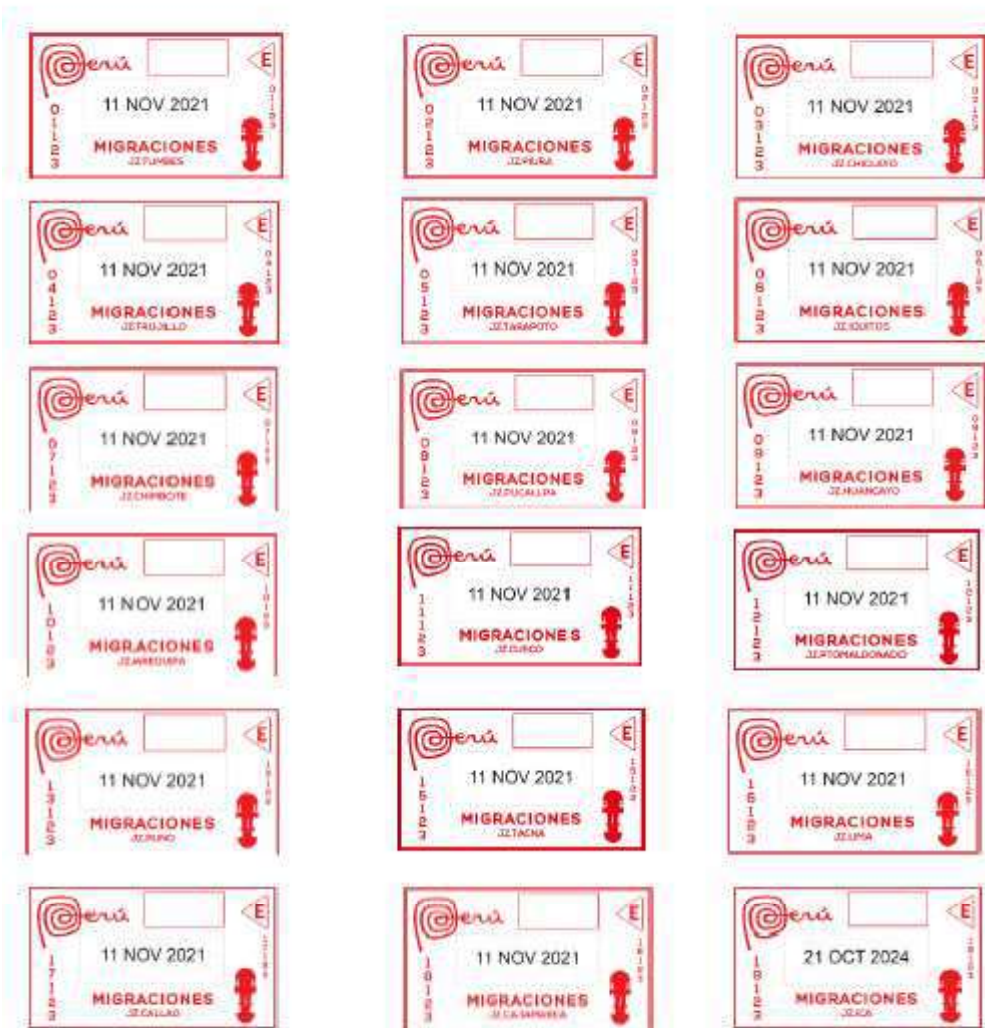 Perú E
11 NOV 2021
01123
MIGRACIONES
JZ.TUMBES
Perú E
11 NOV 2021
02123
MIGRACIONES
JZ.PIURA
Perú E
11 NOV 2021
03123
MIGRACIONES
JZ.CHICLAYO
Perú E
11 NOV 2021
04123
MIGRACIONES
JZ.TRUJILLO
Perú E
11 NOV 2021
05123
MIGRACIONES
JZ.TARAPOTO
Perú E
11 NOV 2021
06123
MIGRACIONES
JZ.IQUITOS
Perú E
11 NOV 2021
07123
MIGRACIONES
JZ.CHIMBOTE
Perú E
11 NOV 2021
08123
MIGRACIONES
JZ.PUCALLPA
Perú E
11 NOV 2021
09123
MIGRACIONES
JZ.HUANCAYO
Perú E
11 NOV 2021
10123
MIGRACIONES
JZ.AREQUIPA
Perú E
11 NOV 2021
11123
MIGRACIONES
JZ.CUSCO
Perú E
11 NOV 2021
12123
MIGRACIONES
JZ.PTOMALDONADO
Perú E
11 NOV 2021
13123
MIGRACIONES
JZ.PUNO
Perú E
11 NOV 2021
15123
MIGRACIONES
JZ.TACNA
Perú E
11 NOV 2021
16123
MIGRACIONES
JZ.LIMA
Perú E
11 NOV 2021
17123
MIGRACIONES
JZ.CALLAO
Perú E
11 NOV 2021
MIGRACIONES
JZ.CAJAMARCA
Perú E
21 OCT 2024
MIGRACIONES
JZ.ICA